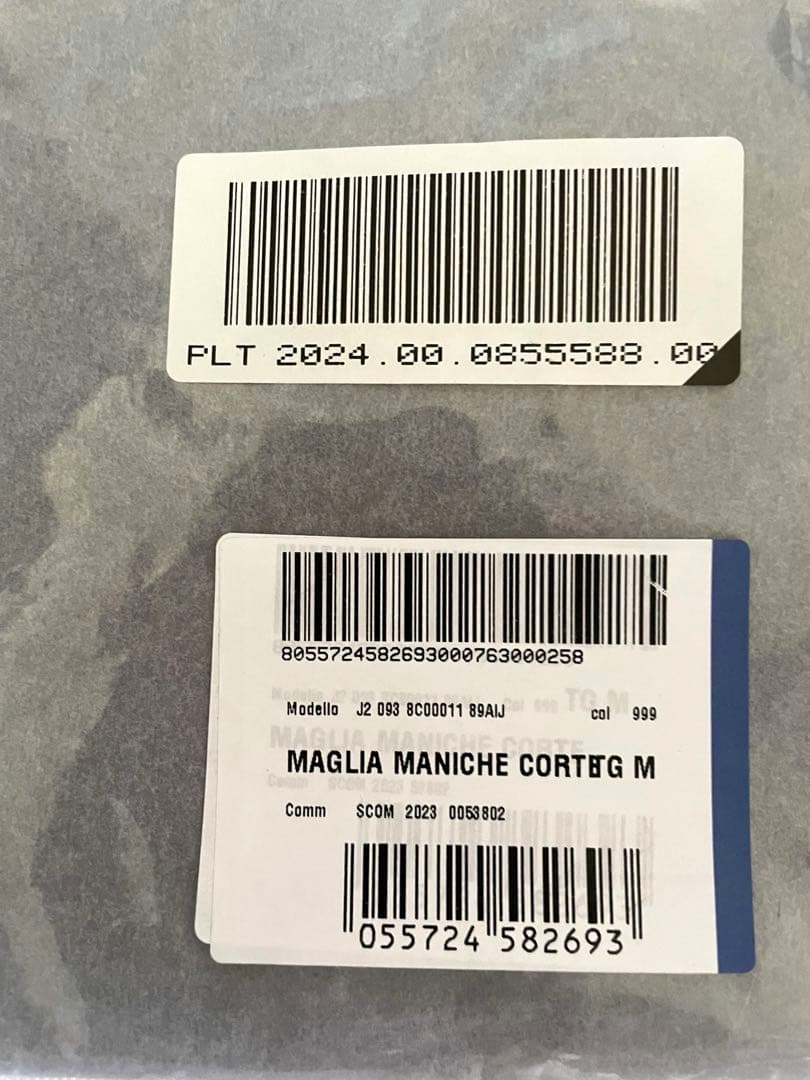 PLT 2024.00.0855588.00
8055724582693000763000258
Modello J2 093 8C00011 89AIJ col 999
MAGLIA MANICHE CORTE TG M
Comm SCOM 2023 0053802
055724 582693